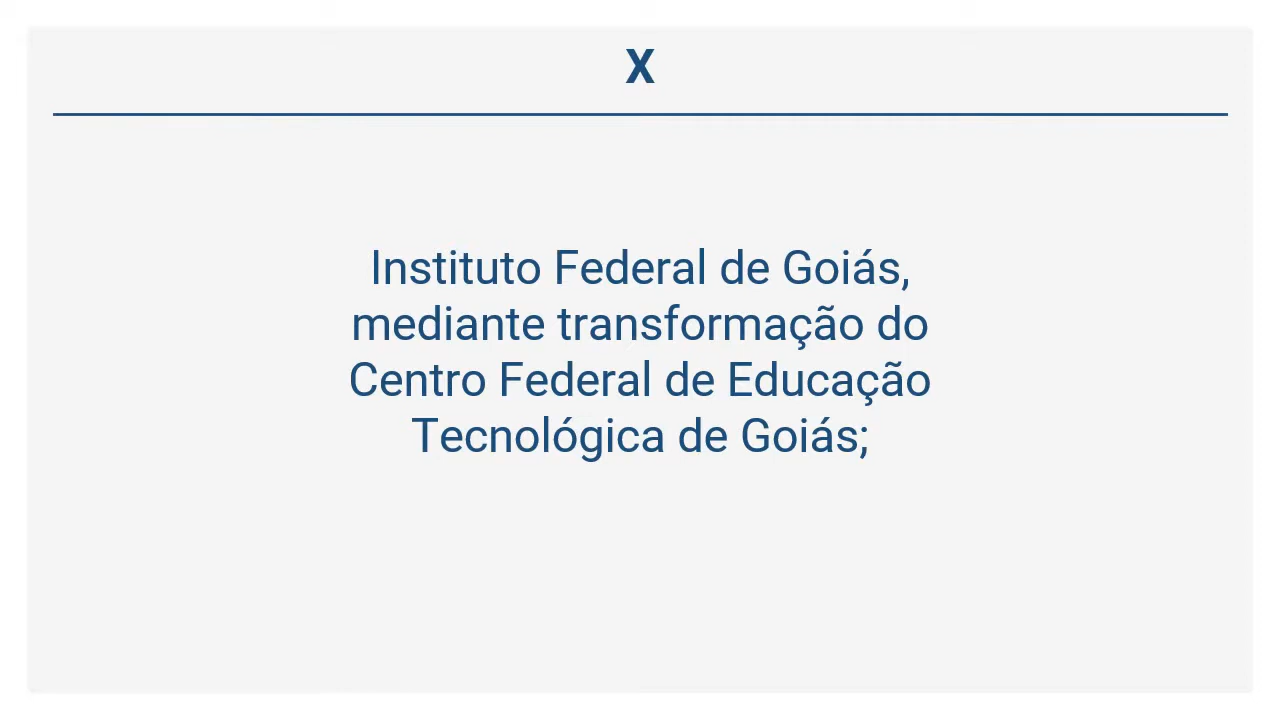 X
Instituto Federal de Goiás,
mediante transformação do
Centro Federal de Educação
Tecnológica de Goiás;